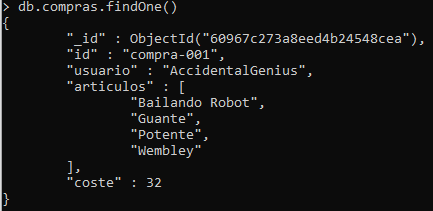 > db.compras.findOne()
{
        "_id" : ObjectId("60967c273a8eed4b24548cea"),
        "id" : "compra-001",
        "usuario" : "AccidentalGenius",
        "articulos" : [
                "Bailando Robot",
                "Guante",
                "Potente",
                "Wembley"
        ],
        "coste" : 32
}